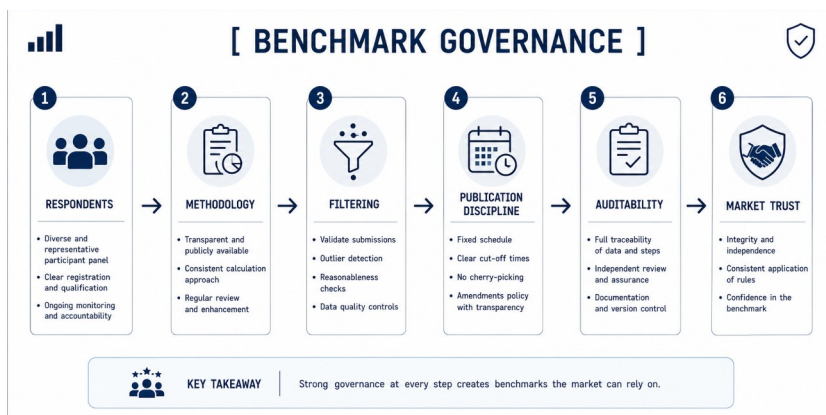 [ BENCHMARK GOVERNANCE ]
1
RESPONDENTS
• Diverse and
representative
participant panel
• Clear registration
and qualification
• Ongoing monitoring
and accountability
2
METHODOLOGY
• Transparent and
publicly available
• Consistent calculation
approach
• Regular review
and enhancement
3
FILTERING
• Validate submissions
• Outlier detection
• Reasonableness
checks
• Data quality controls
4
PUBLICATION
DISCIPLINE
• Fixed schedule
• Clear cut-off times
• No cherry-picking
• Amendments policy
with transparency
5
AUDITABILITY
• Full traceability
of data and steps
• Independent review
and assurance
• Documentation
and version control
6
MARKET TRUST
• Integrity and
independence
• Consistent application
of rules
• Confidence in the
benchmark
KEY TAKEAWAY
Strong governance at every step creates benchmarks the market can rely on.